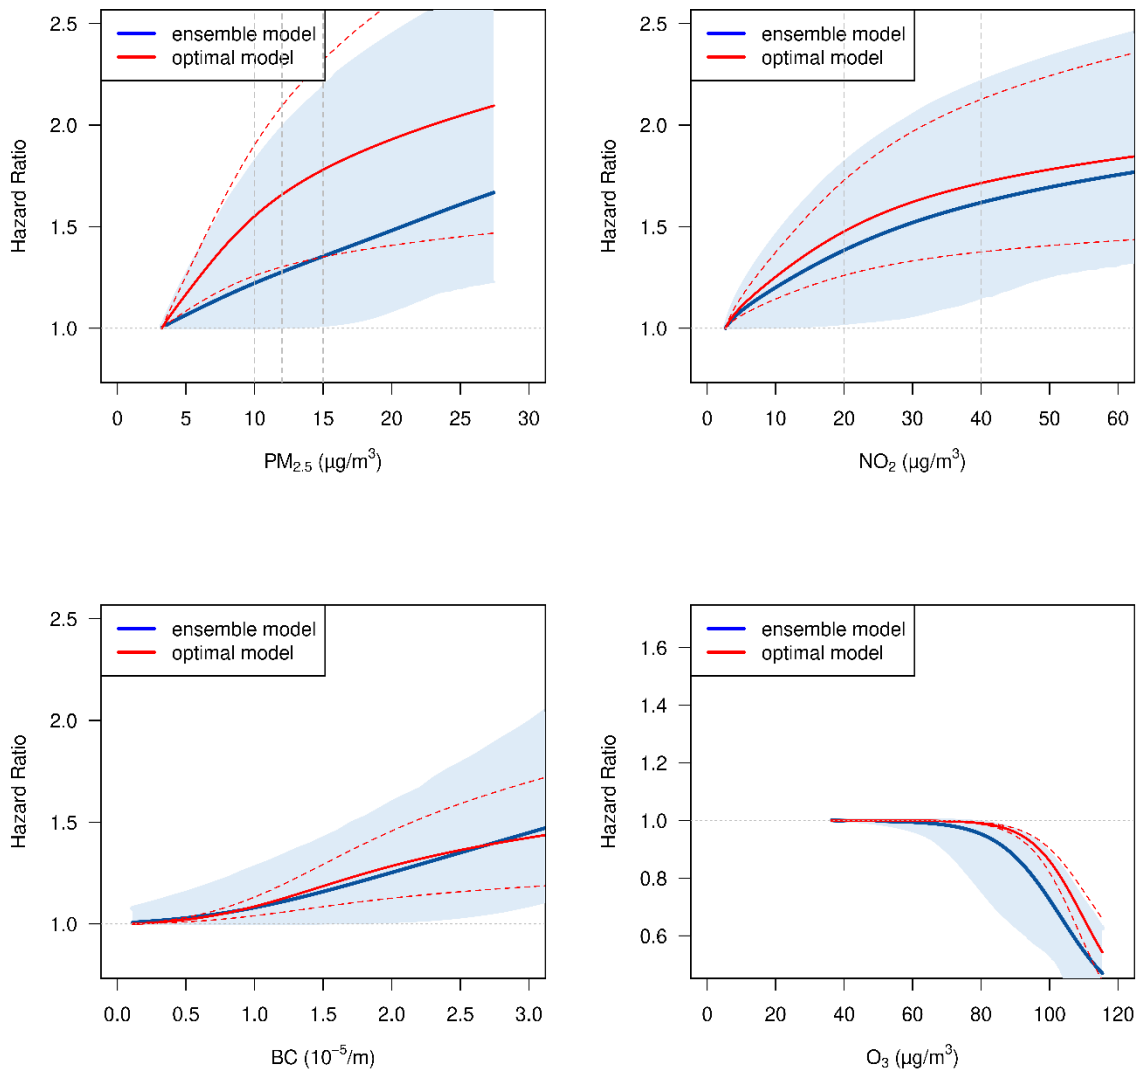 ensemble model
optimal model
2.5
2.0
1.5
1.0
Hazard Ratio
0 5 10 15 20 25 30
PM2.5 (µg/m³)
ensemble model
optimal model
2.5
2.0
1.5
1.0
Hazard Ratio
0 10 20 30 40 50 60
NO2 (µg/m³)
ensemble model
optimal model
2.5
2.0
1.5
1.0
Hazard Ratio
0.0 0.5 1.0 1.5 2.0 2.5 3.0
BC (10⁻⁵/m)
ensemble model
optimal model
1.6
1.4
1.2
1.0
0.8
0.6
Hazard Ratio
0 20 40 60 80 100 120
O3 (µg/m³)